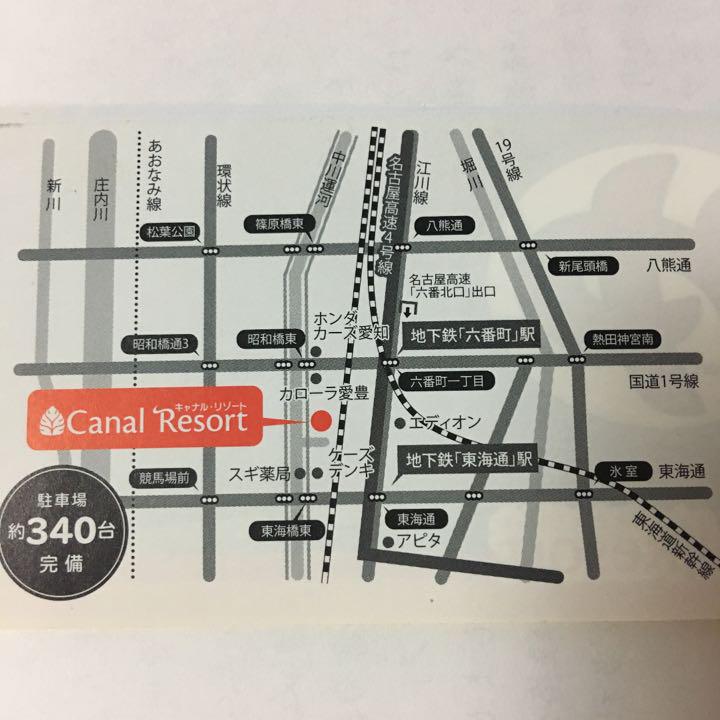 新川
庄内川
あおなみ線
環状線
中川運河
名古屋高速4号線
江川線
堀川
19号線
松葉公園
篠原橋東
八熊通
新尾頭橋
八熊通
名古屋高速
「六番北口」出口
ホンダ
カーズ愛知
地下鉄「六番町」駅
昭和橋通3
昭和橋東
熱田神宮南
六番町一丁目
国道1号線
カローラ愛豊
キャナル・リゾート
Canal Resort
エディオン
ケーズ
デンキ
地下鉄「東海通」駅
競馬場前
スギ薬局
氷室
東海通
駐車場
約340台
完備
東海橋東
東海通
アピタ
東海道新幹線